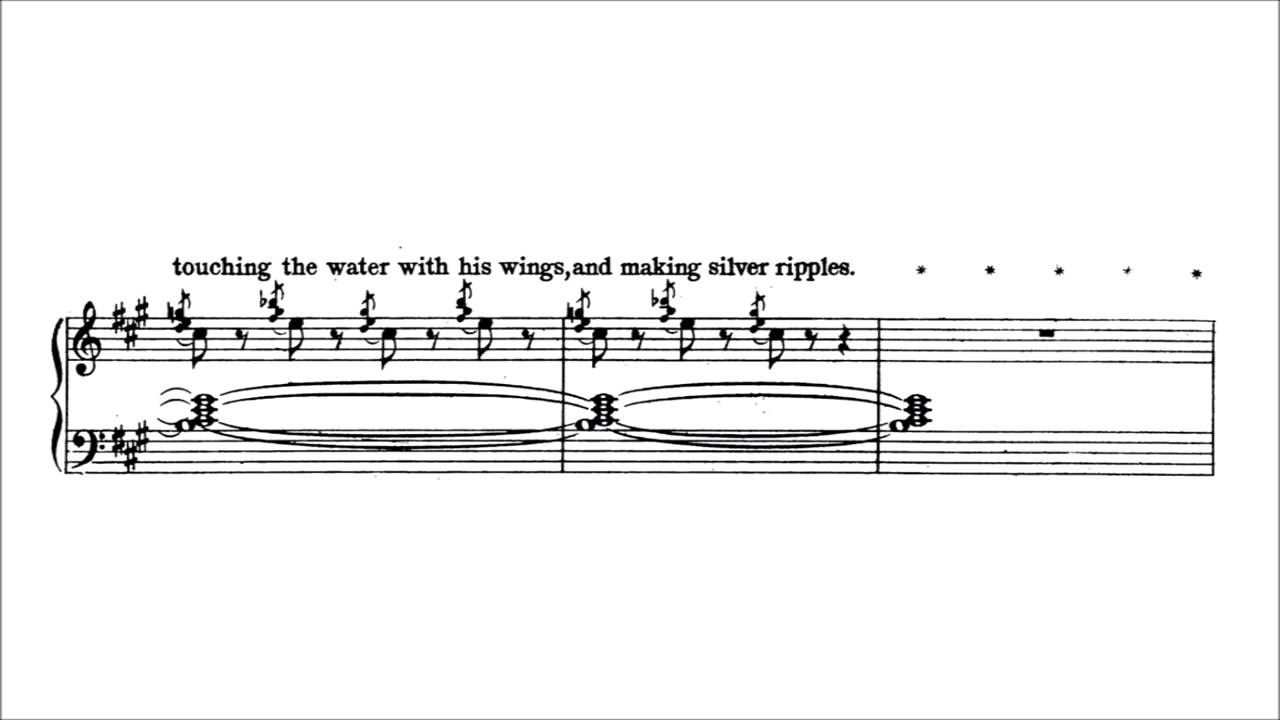 touching the water with his wings, and making silver ripples. * * * * *